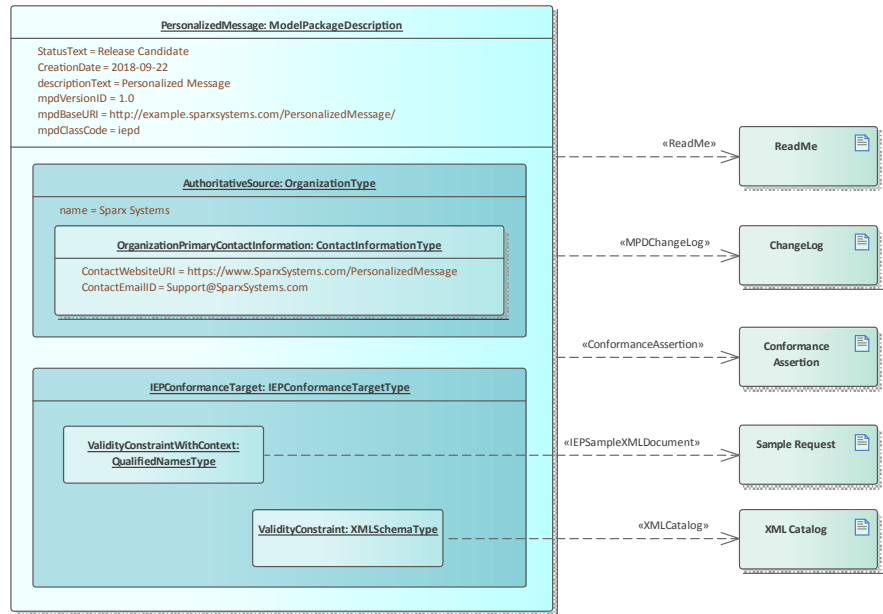 PersonalizedMessage: ModelPackageDescription
StatusText = Release Candidate
CreationDate = 2018-09-22
descriptionText = Personalized Message
mpdVersionID = 1.0
mpdBaseURI = http://example.sparxsystems.com/PersonalizedMessage/
mpdClassCode = iepd
AuthoritativeSource: OrganizationType
name = Sparx Systems
OrganizationPrimaryContactInformation: ContactInformationType
ContactWebsiteURI = https://www.SparxSystems.com/PersonalizedMessage
ContactEmailID = Support@SparxSystems.com
IEPConformanceTarget: IEPConformanceTargetType
ValidityConstraintWithContext:
QualifiedNamesType
ValidityConstraint: XMLSchemaType
«ReadMe»
ReadMe
«MPDChangeLog»
ChangeLog
«ConformanceAssertion»
Conformance
Assertion
«IEPSampleXMLDocument»
Sample Request
«XMLCatalog»
XML Catalog